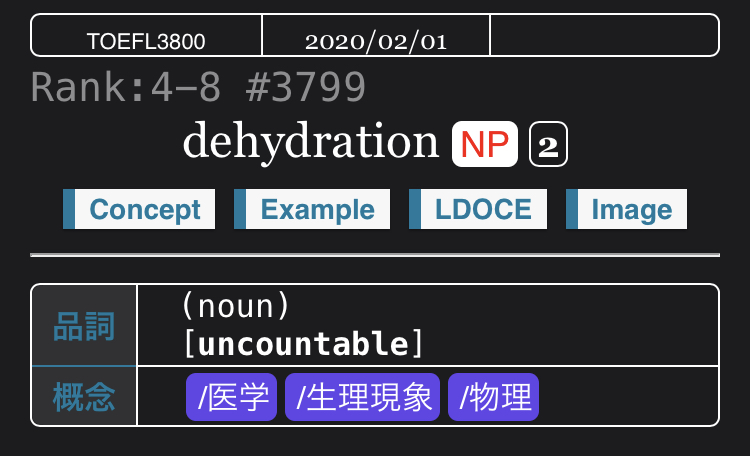 TOEFL3800 2020/02/01
Rank:4-8 #3799
dehydration NP 2
Concept Example LDOCE Image
品詞 (noun)
[uncountable]
概念 /医学 /生理現象 /物理